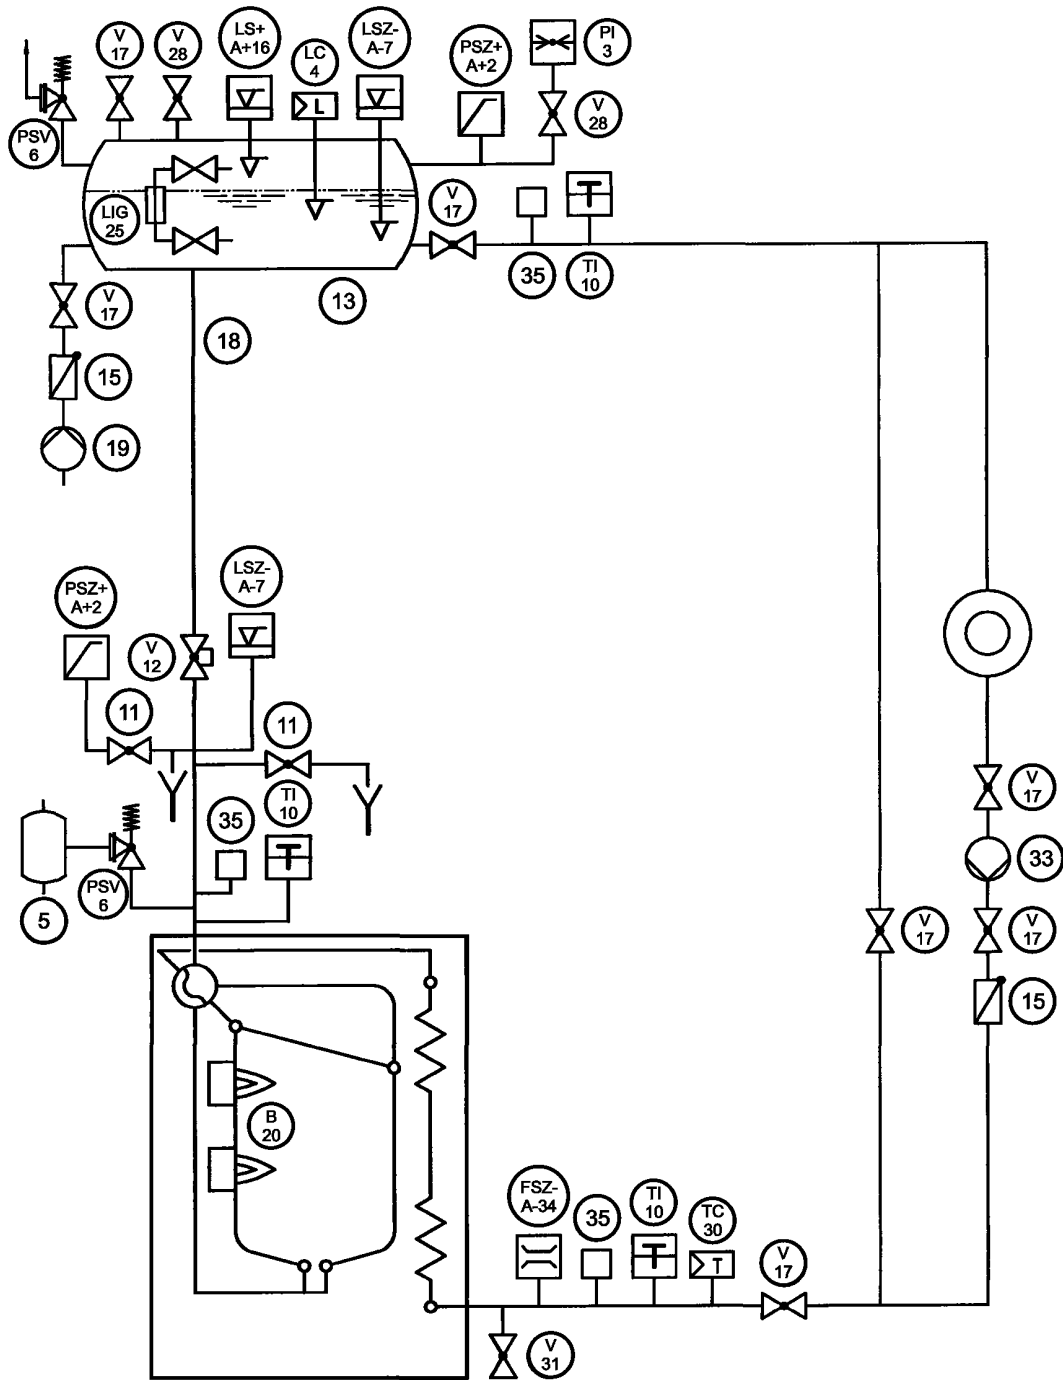 V
17
V
28
LS+
A+16
LC
4
LSZ-
A-7
PSZ+
A+2
PI
3
PSV
6
L
V
28
LIG
25
V
17
T
35
TI
10
V
17
13
18
15
19
PSZ+
A+2
LSZ-
A-7
V
12
11
11
TI
10
35
T
V
17
33
5
PSV
6
V
17
V
17
15
B
20
FSZ-
A-34
35
TI
10
TC
30
T
T
V
17
V
31